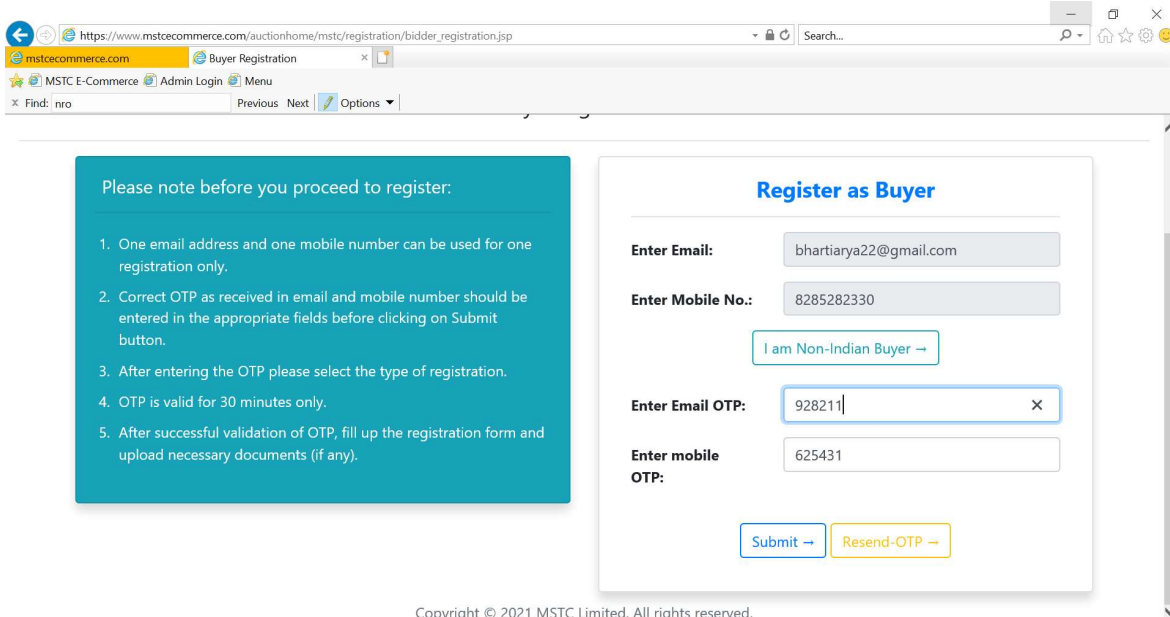 https://www.mstcecommerce.com/auctionhome/mstc/registration/bidder_registration.jsp
Search...
mstcecommerce.com
Buyer Registration
MSTC E-Commerce Admin Login Menu
x Find: nro Previous Next Options
Please note before you proceed to register:
1. One email address and one mobile number can be used for one
registration only.
2. Correct OTP as received in email and mobile number should be
entered in the appropriate fields before clicking on Submit
button.
3. After entering the OTP please select the type of registration.
4. OTP is valid for 30 minutes only.
5. After successful validation of OTP, fill up the registration form and
upload necessary documents (if any).
Register as Buyer
Enter Email: bhartiarya22@gmail.com
Enter Mobile No.: 8285282330
I am Non-Indian Buyer →
Enter Email OTP: 928211
Enter mobile 625431
OTP:
Submit → Resend-OTP →
Copyright © 2021 MSTC Limited. All rights reserved.